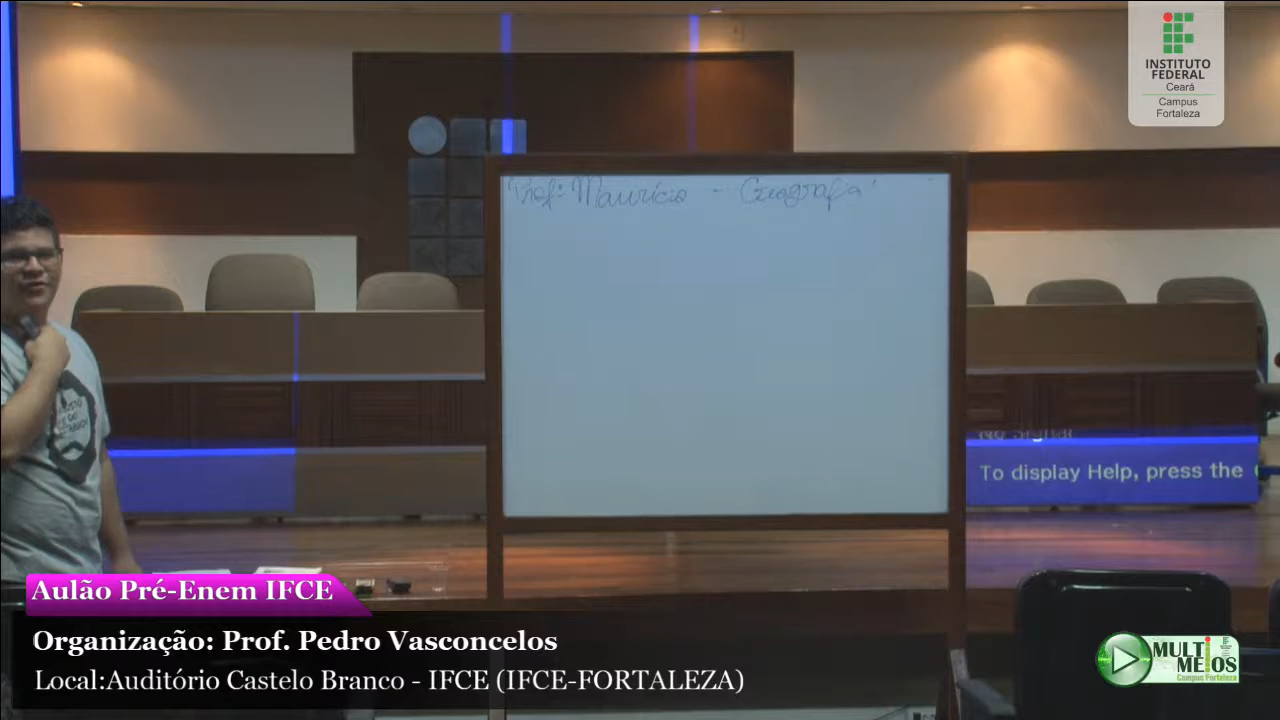 INSTITUTO
FEDERAL
Ceará
Campus
Fortaleza
Prof: Maurício - Geografia
No Signal
To display Help, press the
Aulão Pré-Enem IFCE
Organização: Prof. Pedro Vasconcelos
Local:Auditório Castelo Branco - IFCE (IFCE-FORTALEZA)
MULTIMEIOS
Campus Fortaleza